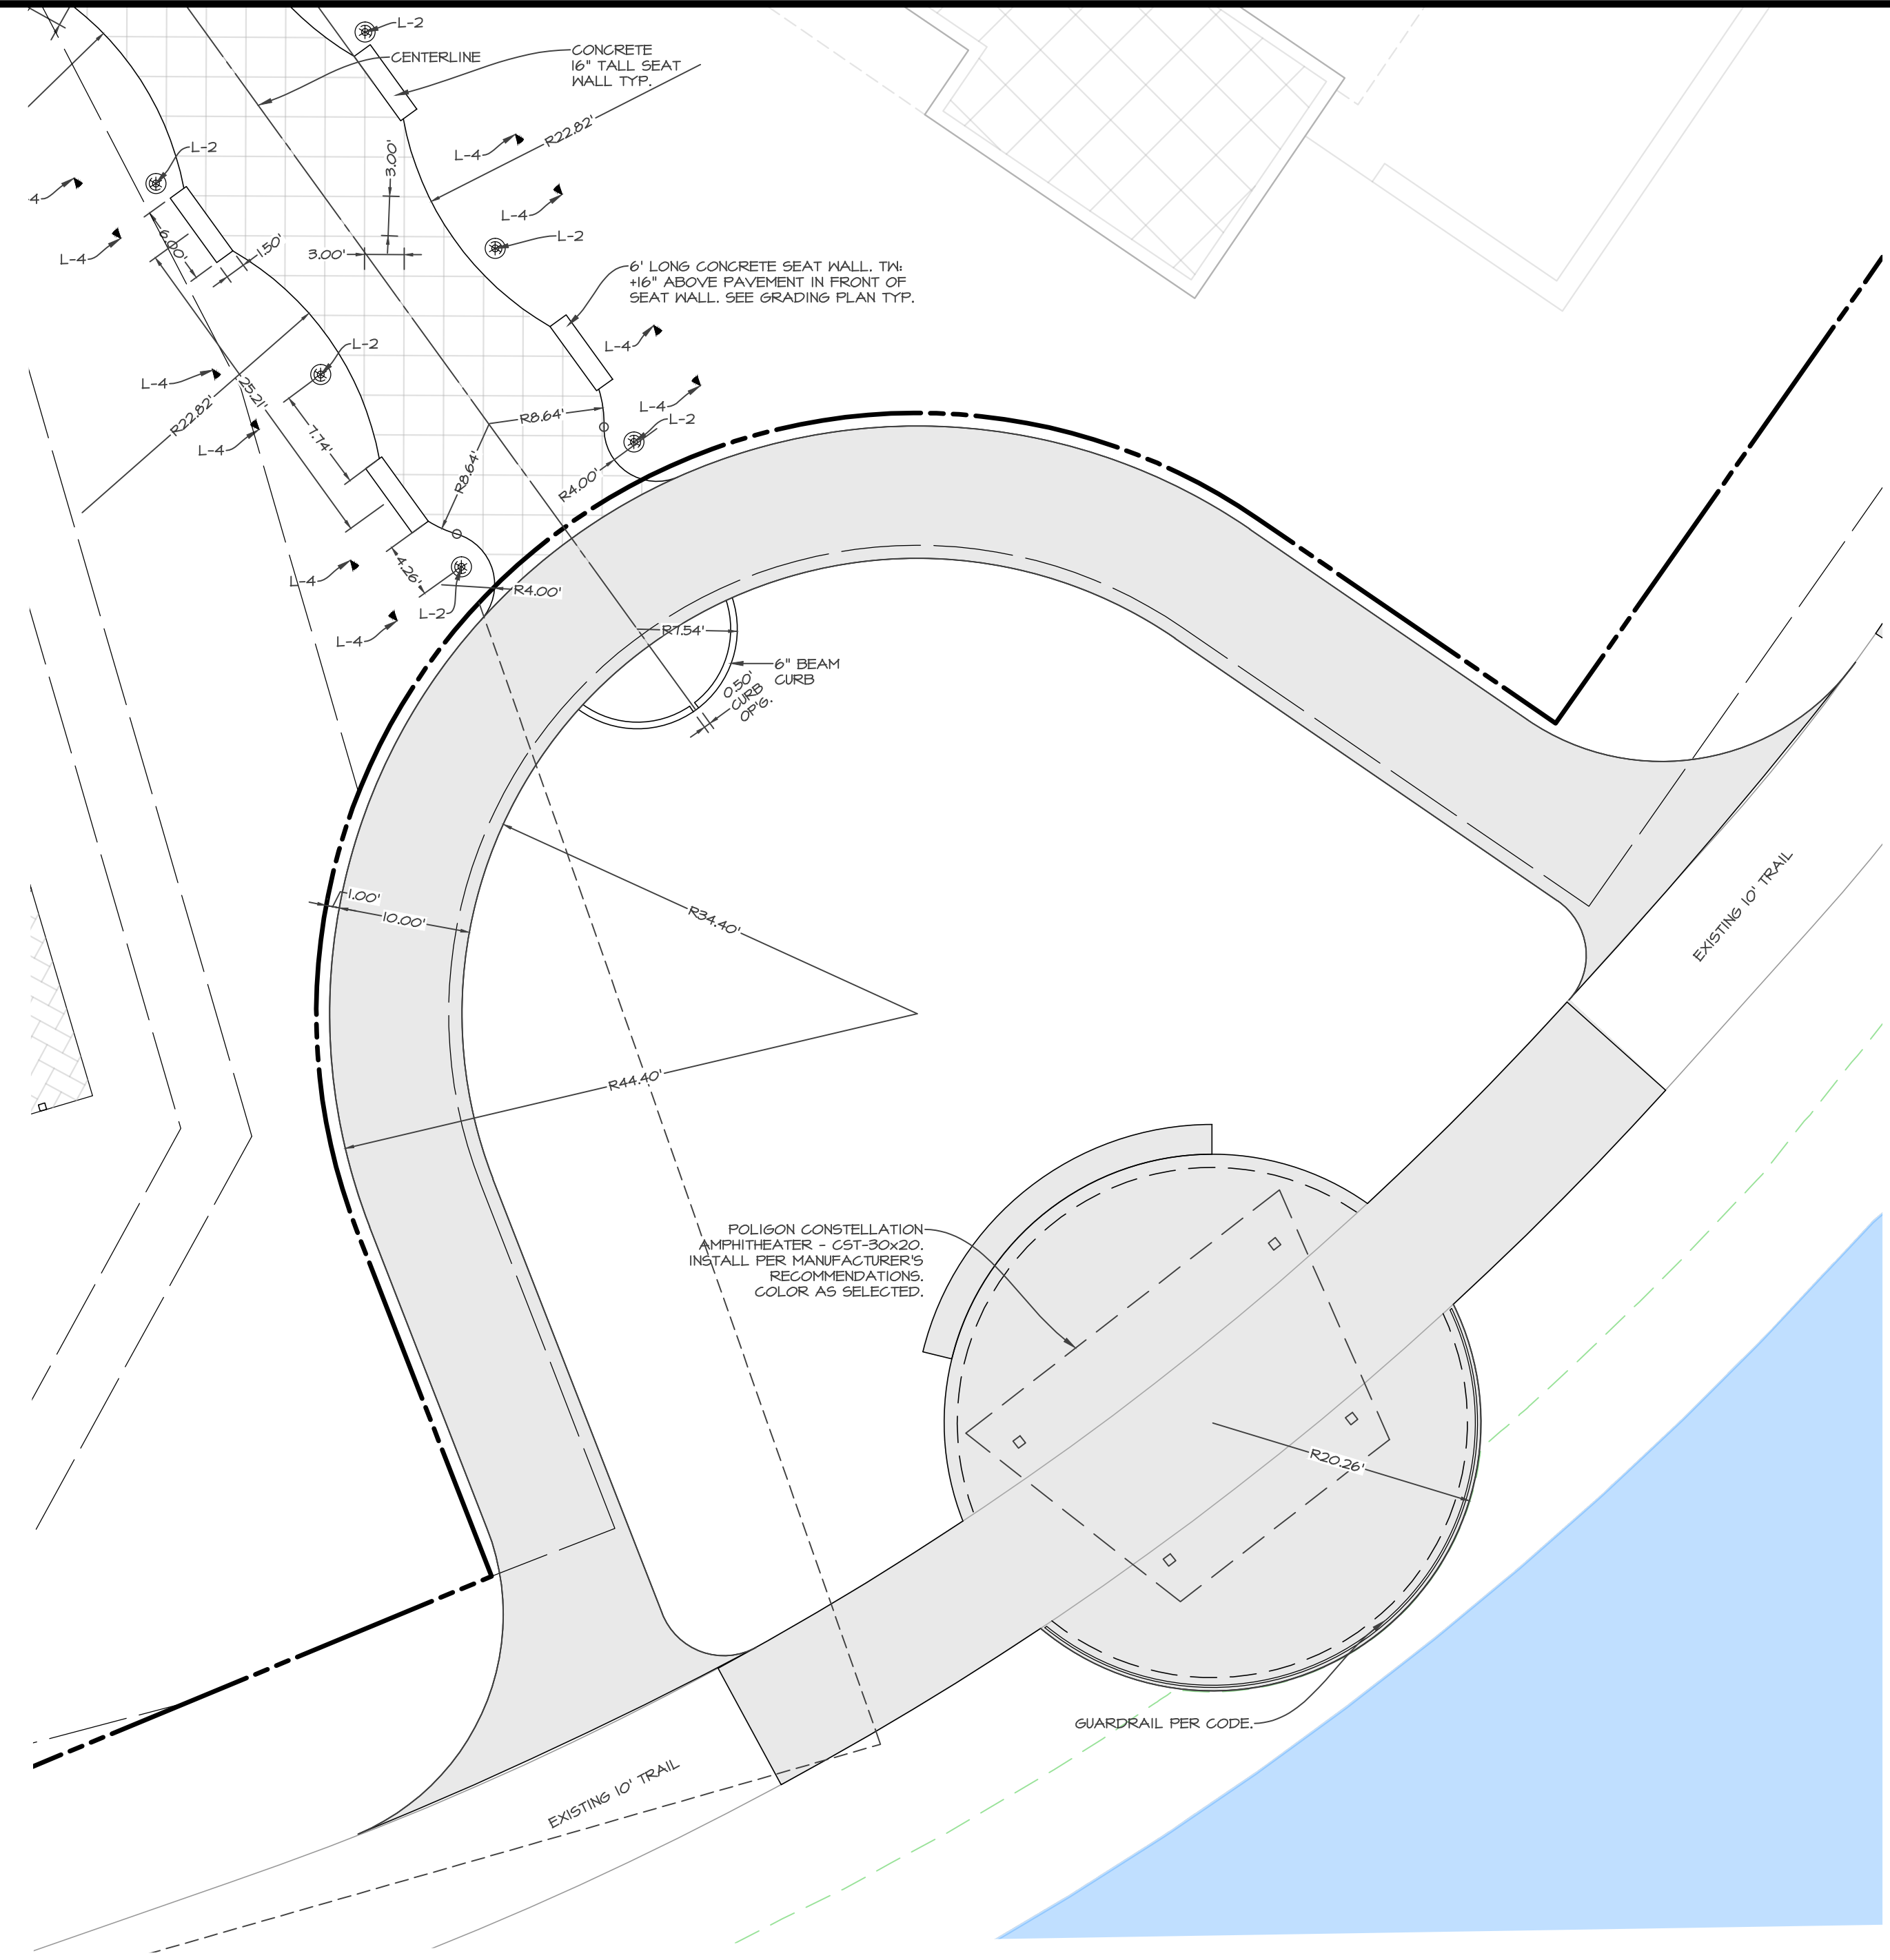 L-2
CENTERLINE
CONCRETE
16" TALL SEAT
WALL TYP.
R22.82'
L-4
L-2
3.00'
4
L-4
L-2
L-4
6.00'
1.50'
3.00'
6' LONG CONCRETE SEAT WALL. TW:
+16" ABOVE PAVEMENT IN FRONT OF
SEAT WALL. SEE GRADING PLAN TYP.
L-2
L-4
L-4
25.21'
R22.82'
L-4
L-2
R8.64'
L-4
7.74'
R8.64'
R4.00'
4.26'
L-4
R4.00'
L-2
L-4
R7.54'
6" BEAM
CURB
0.50'
CURB
OP'G.
1.00'
10.00'
R34.40'
EXISTING 10' TRAIL
R44.40'
POLIGON CONSTELLATION
AMPHITHEATER - CST-30x20.
INSTALL PER MANUFACTURER'S
RECOMMENDATIONS.
COLOR AS SELECTED.
R20.26'
GUARDRAIL PER CODE.
EXISTING 10' TRAIL